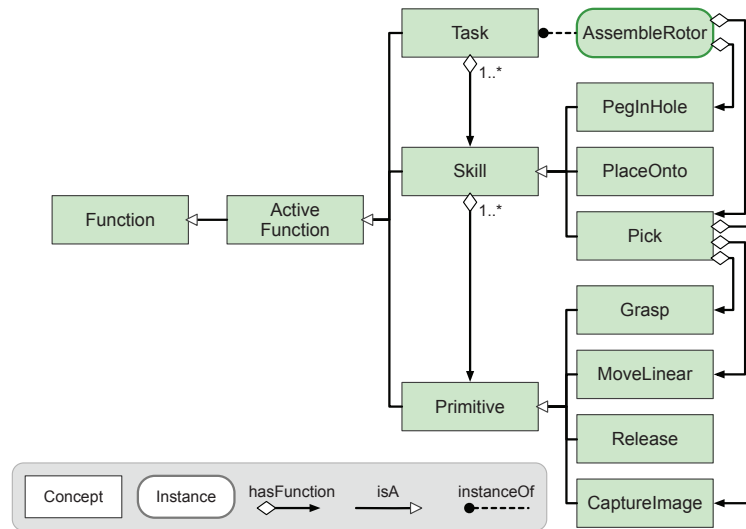 Task
AssembleRotor
1..*
PegInHole
Skill
PlaceOnto
Function
Active
Function
1..*
Pick
Grasp
MoveLinear
Primitive
Release
CaptureImage
Concept
Instance
hasFunction
isA
instanceOf